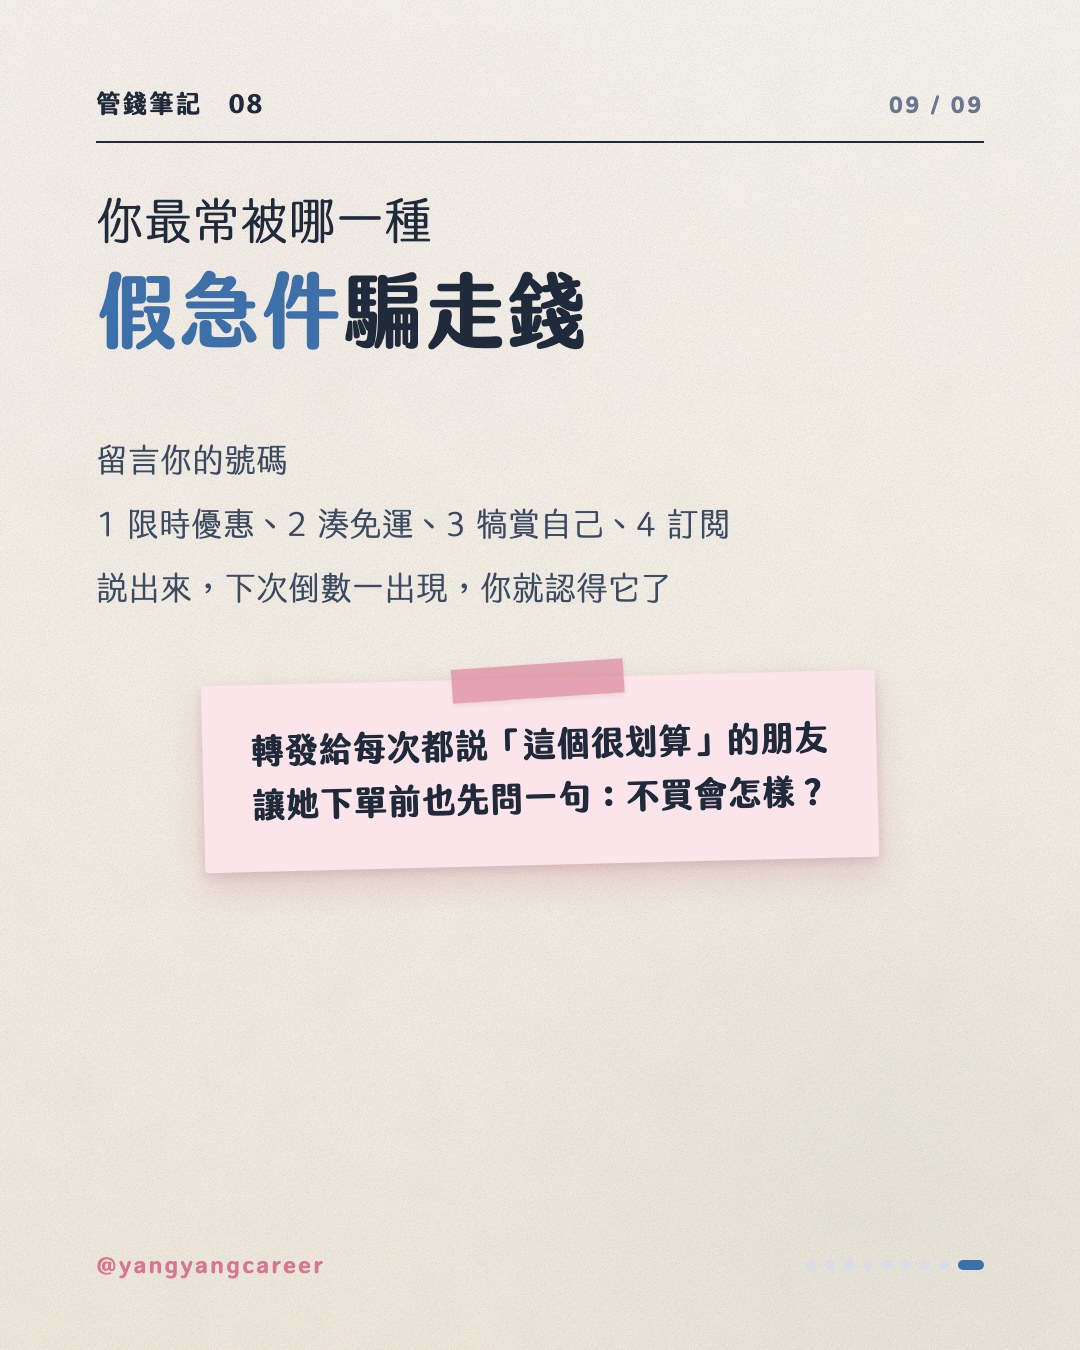 管錢筆記 08
09 / 09
你最常被哪一種
假急件騙走錢
留言你的號碼
1 限時優惠、2 湊免運、3 犒賞自己、4 訂閱
說出來，下次倒數一出現，你就認得它了
轉發給每次都說「這個很划算」的朋友
讓她下單前也先問一句：不買會怎樣？
@yangyangcareer